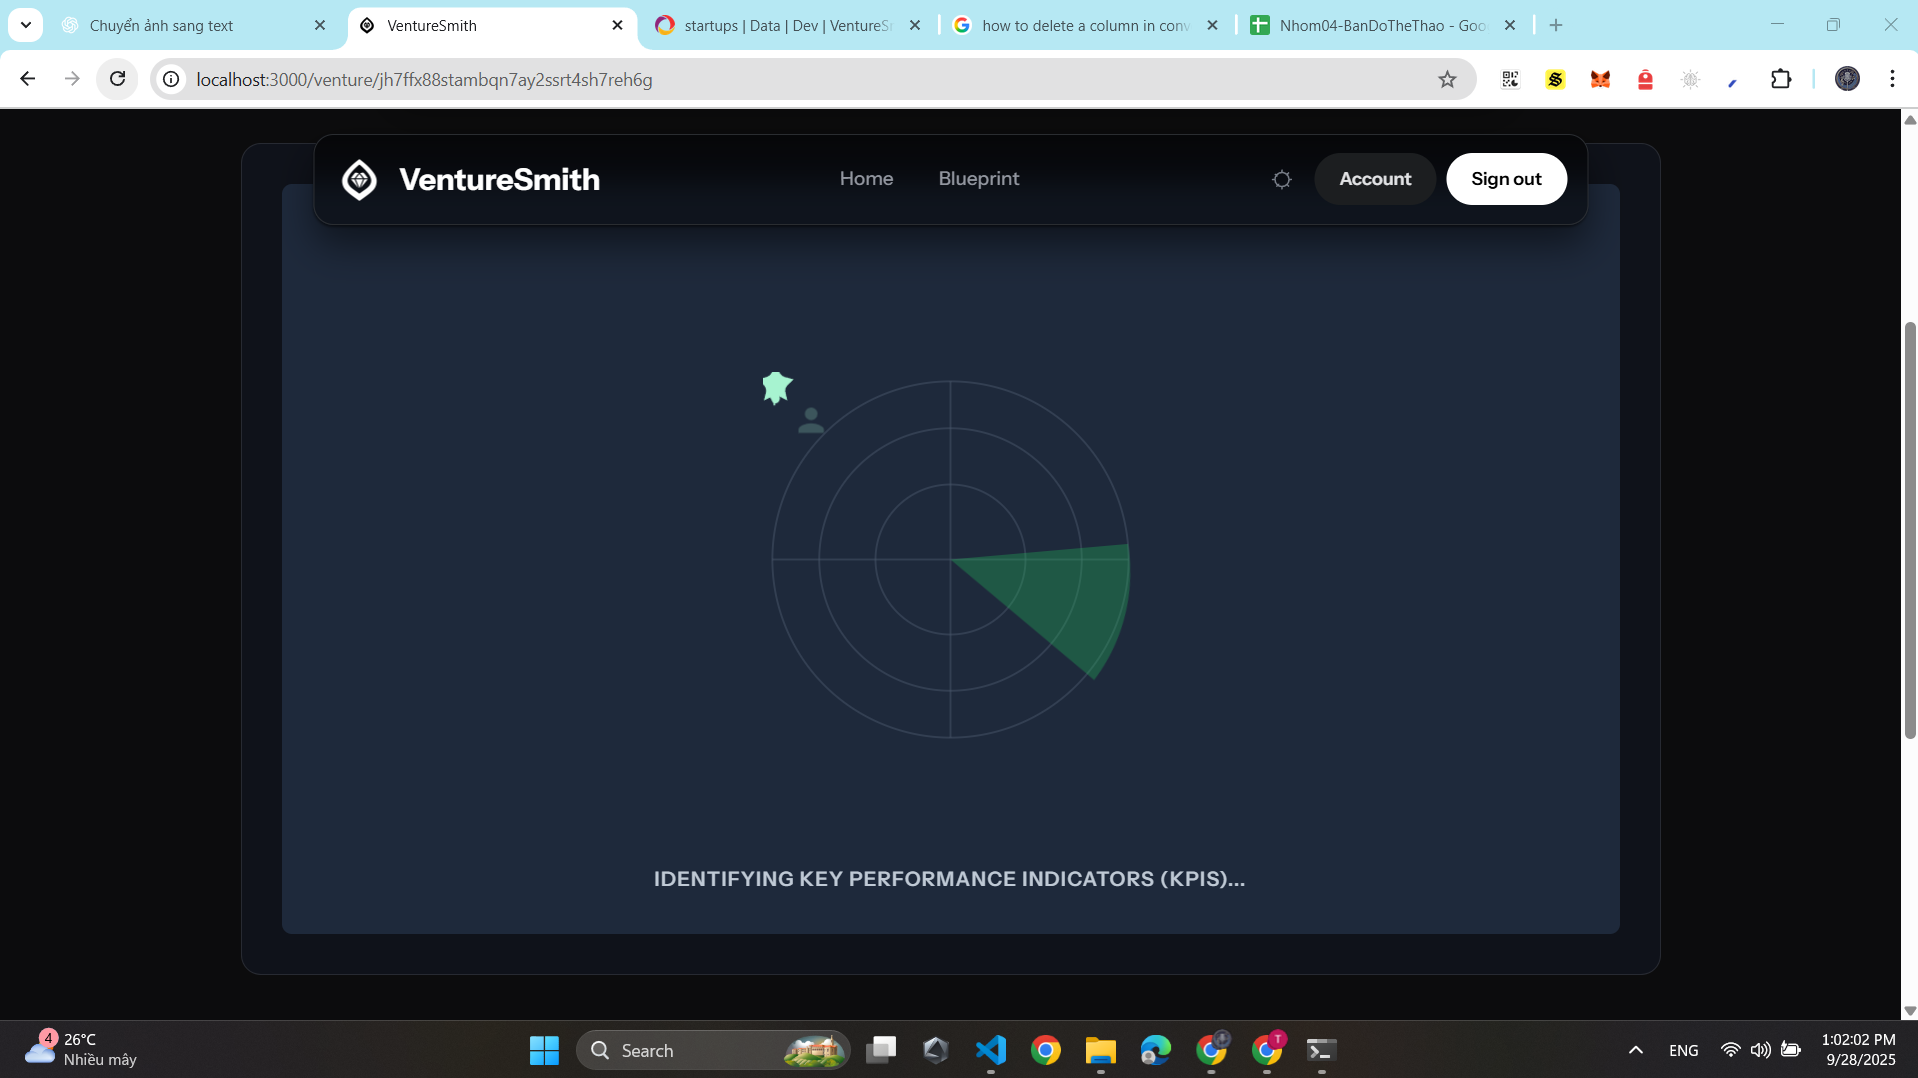 Chuyển ảnh sang text
VentureSmith
startups | Data | Dev | VentureSm
how to delete a column in conv
Nhom04-BanDoTheThao - Goo
localhost:3000/venture/jh7ffx88stambqn7ay2ssrt4sh7reh6g
VentureSmith
Home
Blueprint
Account
Sign out
IDENTIFYING KEY PERFORMANCE INDICATORS (KPIS)...
4
26°C
Nhiều mây
Search
T
ENG
1:02:02 PM
9/28/2025